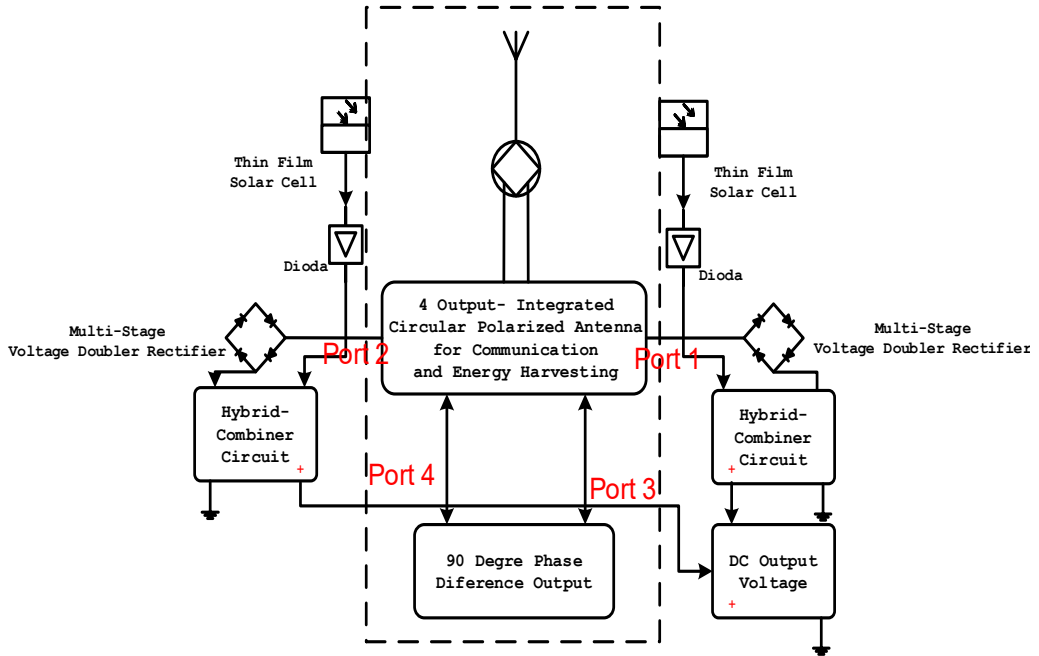 Thin Film
Solar Cell
Thin Film
Solar Cell
Dioda
Dioda
4 Output- Integrated
Circular Polarized Antenna
for Communication
and Energy Harvesting
Multi-Stage
Voltage Doubler Rectifier
Multi-Stage
Voltage Doubler Rectifier
Port 2
Port 1
Hybrid-
Combiner
Circuit
+
Hybrid-
Combiner
Circuit
+
Port 4
Port 3
90 Degre Phase
Diference Output
DC Output
Voltage
+